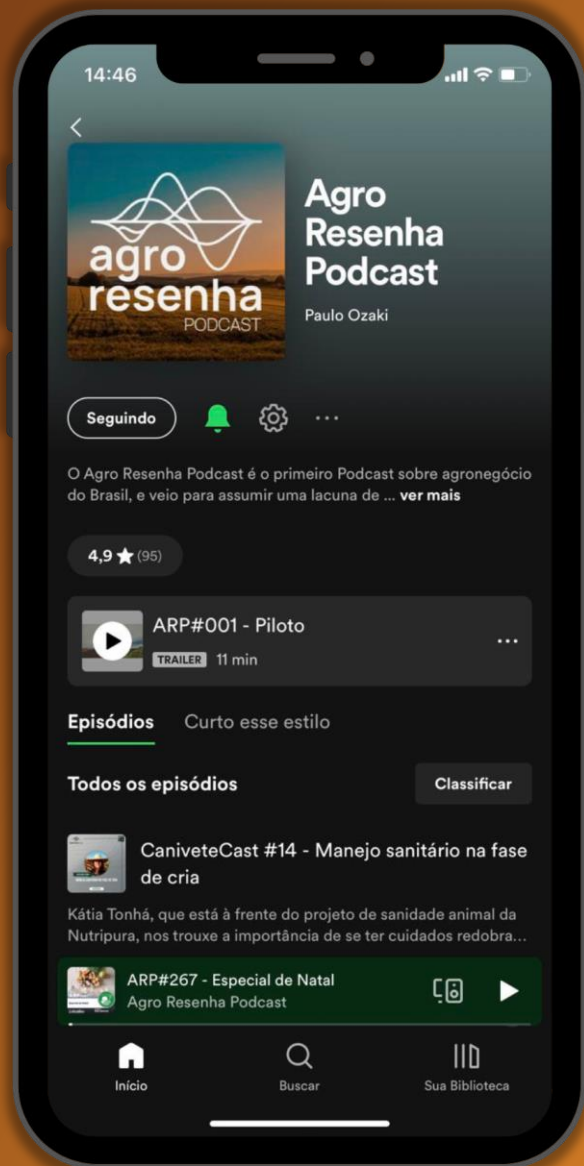 14:46
agro
resenha
PODCAST
Agro
Resenha
Podcast
Paulo Ozaki
Seguindo
O Agro Resenha Podcast é o primeiro Podcast sobre agronegócio
do Brasil, e veio para assumir uma lacuna de ... ver mais
4,9 ★ (95)
ARP#001 - Piloto
TRAILER 11 min
Episódios Curto esse estilo
Todos os episódios Classificar
CaniveteCast #14 - Manejo sanitário na fase
de cria
Kátia Tonhá, que está à frente do projeto de sanidade animal da
Nutripura, nos trouxe a importância de se ter cuidados redobra...
ARP#267 - Especial de Natal
Agro Resenha Podcast
Início Buscar Sua Biblioteca